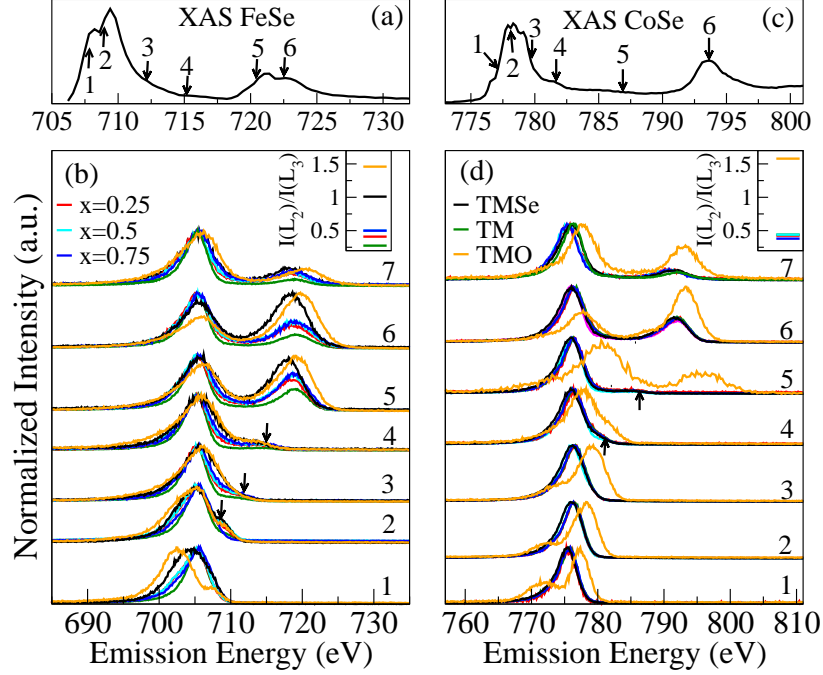 XAS FeSe (a)
1 2 3 4 5 6
705 710 715 720 725 730
XAS CoSe (c)
1 2 3 4 5 6
775 780 785 790 795 800
Normalized Intensity (a.u.)
(b)
x=0.25
x=0.5
x=0.75
I(L₂)/I(L₃)
1.5
1
0.5
7
6
5
4
3
2
1
690 700 710 720 730
Emission Energy (eV)
(d)
TMSe
TM
TMO
I(L₂)/I(L₃)
1.5
1
0.5
7
6
5
4
3
2
1
760 770 780 790 800 810
Emission Energy (eV)